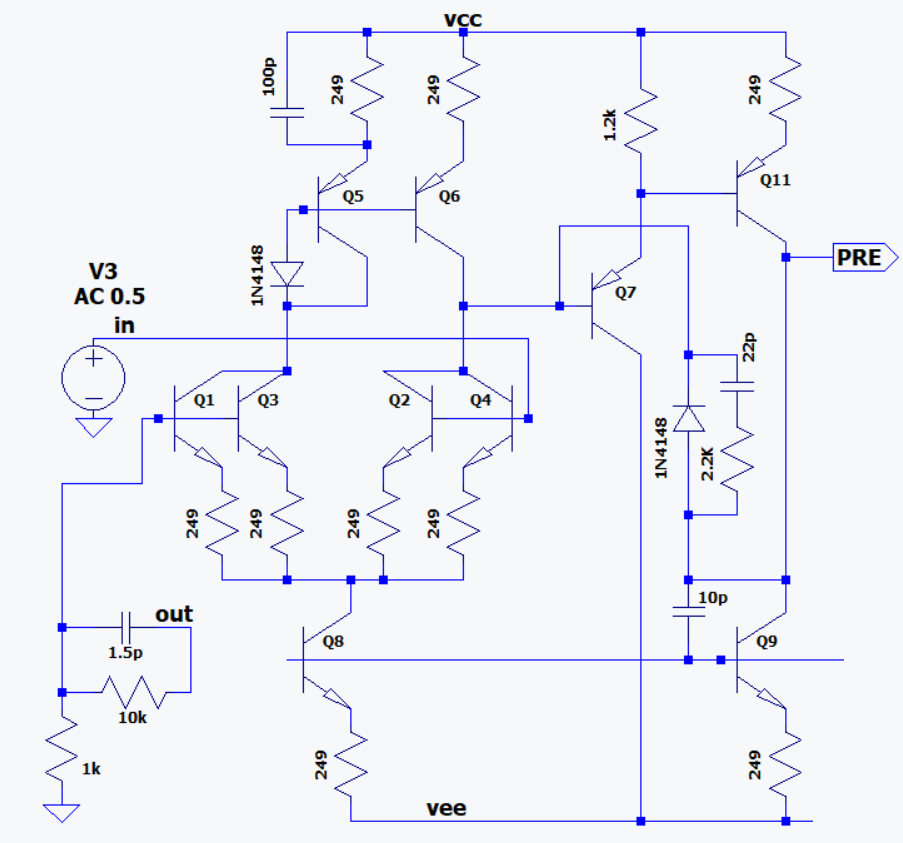 vcc
100p
249
249
1.2k
249
Q5
Q6
Q11
1N4148
PRE
V3
AC 0.5
in
Q7
22p
Q1
Q3
Q2
Q4
1N4148
2.2K
249
249
249
249
10p
out
1.5p
Q8
Q9
10k
1k
249
249
vee